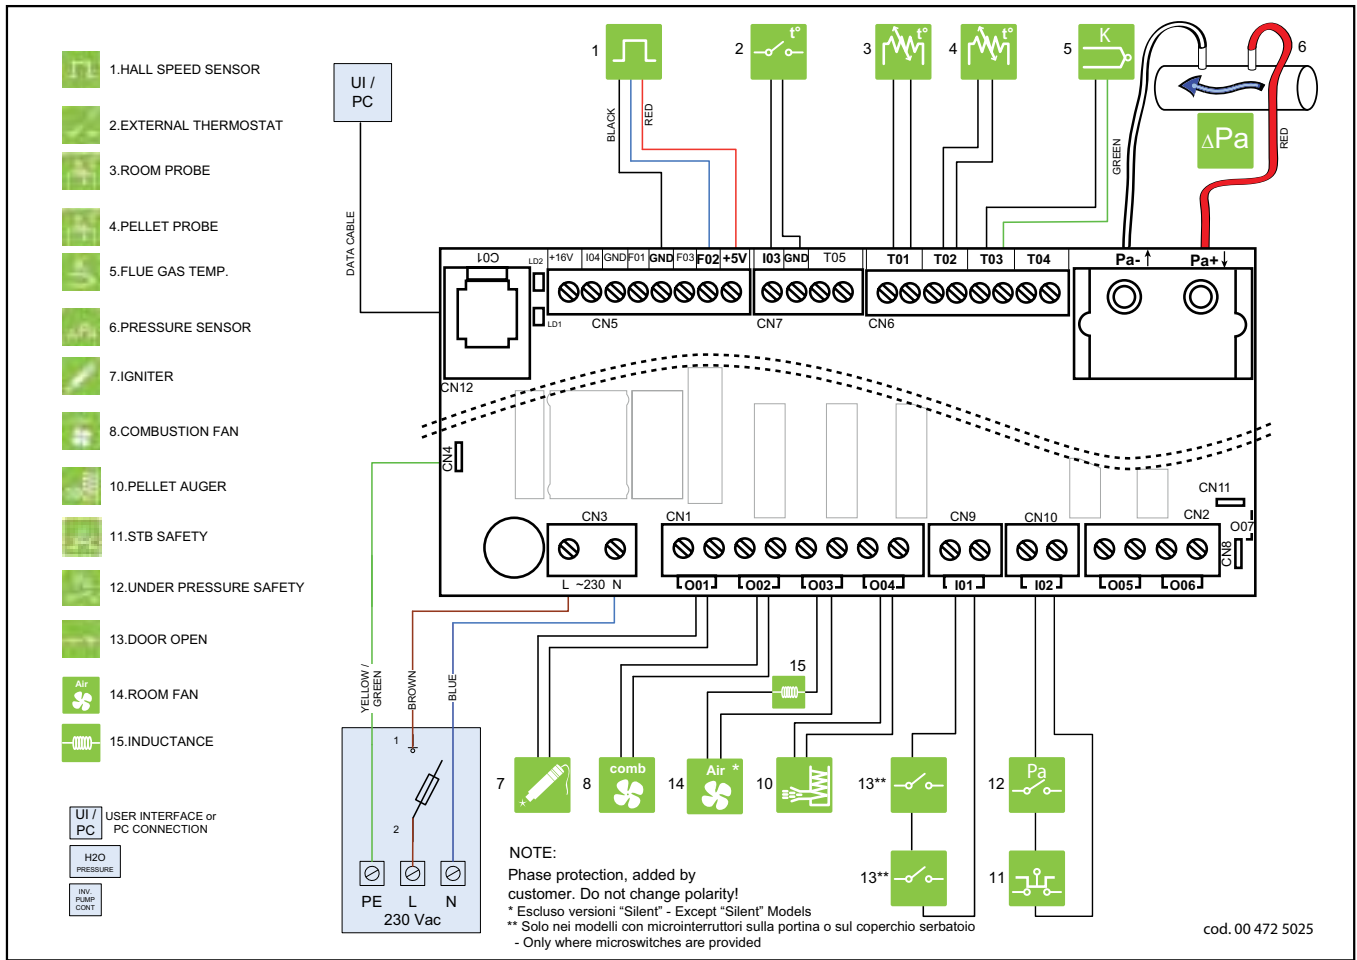 1.HALL SPEED SENSOR
2.EXTERNAL THERMOSTAT
3.ROOM PROBE
4.PELLET PROBE
5.FLUE GAS TEMP.
6.PRESSURE SENSOR
7.IGNITER
8.COMBUSTION FAN
10.PELLET AUGER
11.STB SAFETY
12.UNDER PRESSURE SAFETY
13.DOOR OPEN
Air
14.ROOM FAN
15.INDUCTANCE
UI / PC
USER INTERFACE or
PC CONNECTION
H2O
PRESSURE
INV.
PUMP
CONT
UI /
PC
DATA CABLE
1
BLACK
RED
2
t°
3
t°
4
t°
5
K
GREEN
6
ΔPa
RED
C01
LD2
LD1
CN12
+16V I04 GND F01 GND F03 F02 +5V
CN5
I03 GND T05
CN7
T01 T02 T03 T04
CN6
Pa- ↑ Pa+ ↓
CN4
CN3
L ~230 N
CN1
O01 O02 O03 O04
CN9
I01
CN10
I02
CN11
CN2
O07
CN8
O05 O06
YELLOW /
GREEN
BROWN
BLUE
1
2
PE L N
230 Vac
7
8
comb
15
14
Air *
10
13**
13**
12
Pa
11
NOTE:
Phase protection, added by
customer. Do not change polarity!
* Escluso versioni “Silent” - Except “Silent” Models
** Solo nei modelli con microinterruttori sulla portina o sul coperchio serbatoio
- Only where microswitches are provided
cod. 00 472 5025